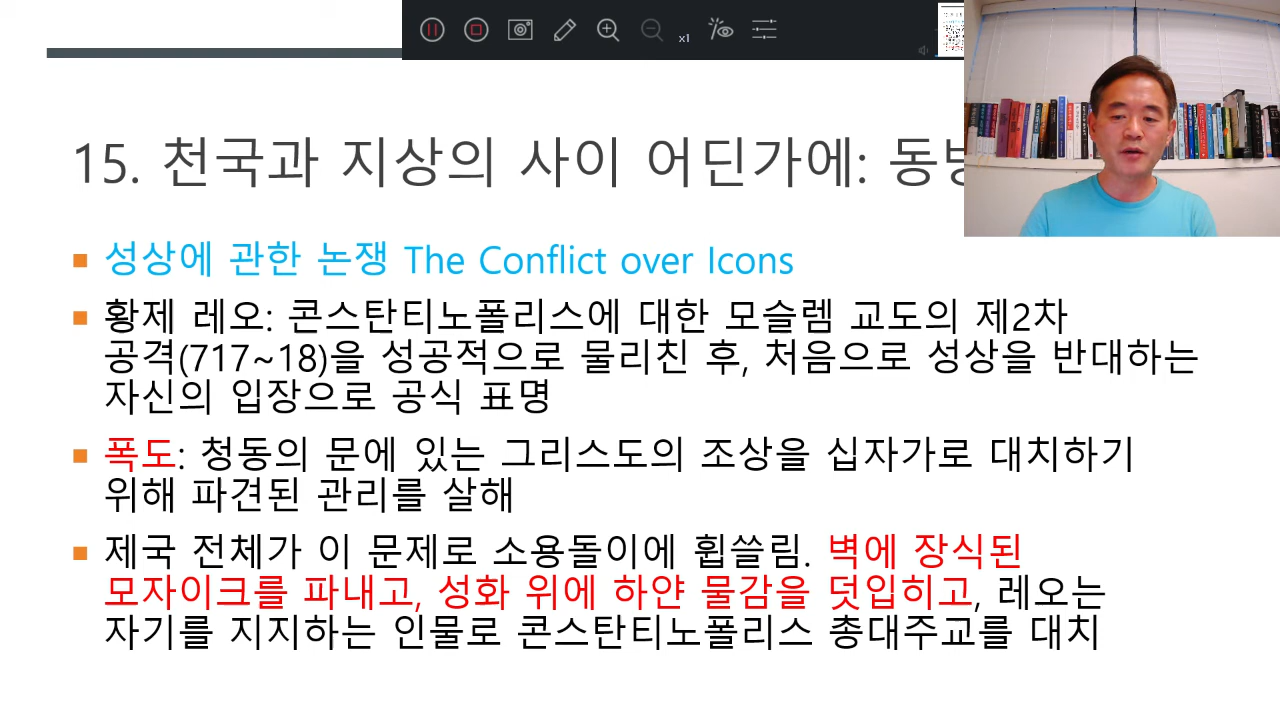 x1
15. 천국과 지상의 사이 어딘가에:
성상에 관한 논쟁 The Conflict over Icons
황제 레오: 콘스탄티노폴리스에 대한 모슬렘 교도의 제2차
공격(717~18)을 성공적으로 물리친 후, 처음으로 성상을 반대하는
자신의 입장으로 공식 표명
폭도: 청동의 문에 있는 그리스도의 조상을 십자가로 대치하기
위해 파견된 관리를 살해
제국 전체가 이 문제로 소용돌이에 휩쓸림. 벽에 장식된
모자이크를 파내고, 성화 위에 하얀 물감을 덧입히고, 레오는
자기를 지지하는 인물로 콘스탄티노폴리스 총대주교를 대치